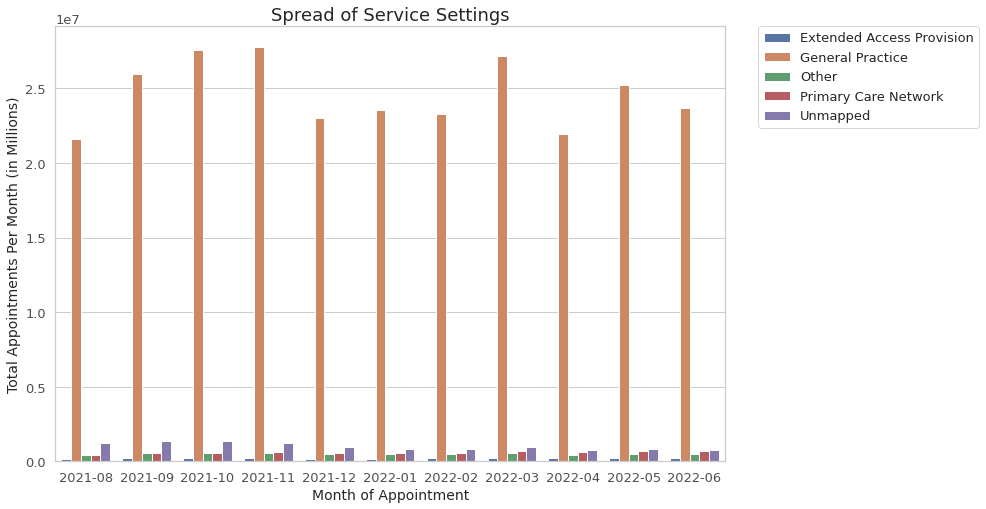 Spread of Service Settings
1e7
Total Appointments Per Month (in Millions)
2.5
2.0
1.5
1.0
0.5
0.0
2021-08 2021-09 2021-10 2021-11 2021-12 2022-01 2022-02 2022-03 2022-04 2022-05 2022-06
Month of Appointment
Extended Access Provision
General Practice
Other
Primary Care Network
Unmapped